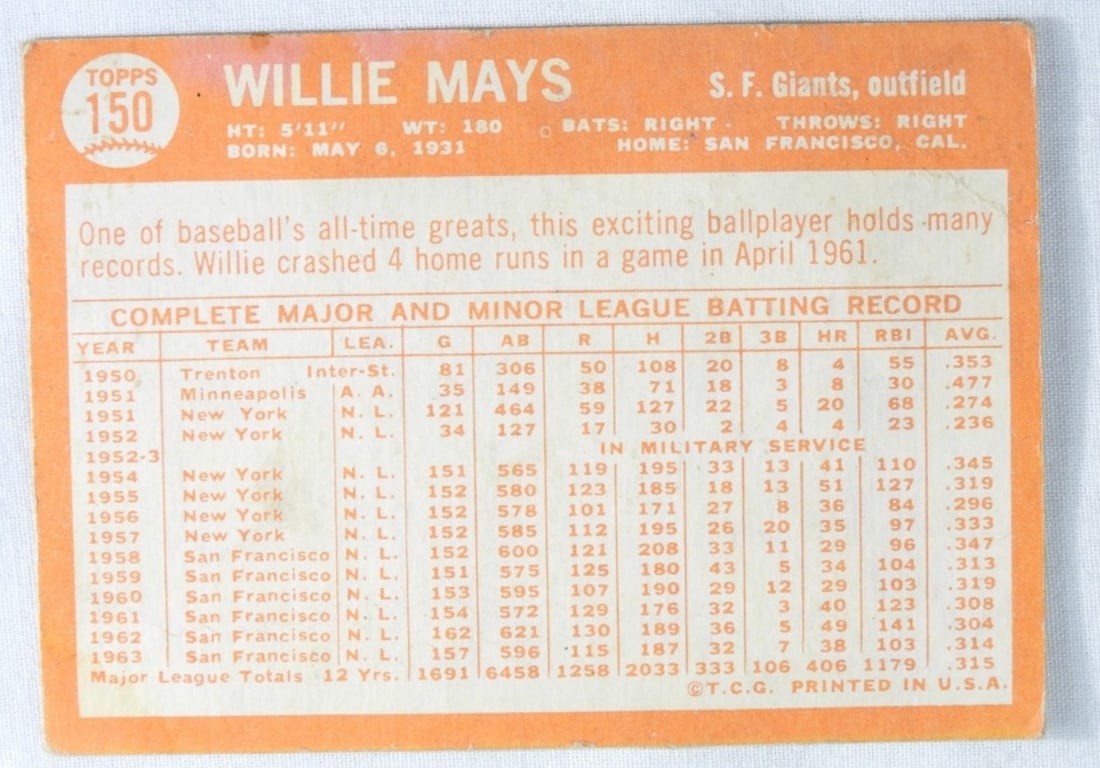 TOPPS
150
WILLIE MAYS S. F. Giants, outfield
HT: 5'11" WT: 180 BATS: RIGHT THROWS: RIGHT
BORN: MAY 6, 1931 HOME: SAN FRANCISCO, CAL.
One of baseball's all-time greats, this exciting ballplayer holds many
records. Willie crashed 4 home runs in a game in April 1961.
COMPLETE MAJOR AND MINOR LEAGUE BATTING RECORD
YEAR TEAM LEA. G AB R H 2B 3B HR RBI AVG.
1950 Trenton Inter-St. 81 306 50 108 20 8 4 55 .353
1951 Minneapolis A. A. 35 149 38 71 18 3 8 30 .477
1951 New York N. L. 121 464 59 127 22 5 20 68 .274
1952 New York N. L. 34 127 17 30 2 4 4 23 .236
1952-3 IN MILITARY SERVICE
1954 New York N. L. 151 565 119 195 33 13 41 110 .345
1955 New York N. L. 152 580 123 185 18 13 51 127 .319
1956 New York N. L. 152 578 101 171 27 8 36 84 .296
1957 New York N. L. 152 585 112 195 26 20 35 97 .333
1958 San Francisco N. L. 152 600 121 208 33 11 29 96 .347
1959 San Francisco N. L. 151 575 125 180 43 5 34 104 .313
1960 San Francisco N. L. 153 595 107 190 29 12 29 103 .319
1961 San Francisco N. L. 154 572 129 176 32 3 40 123 .308
1962 San Francisco N. L. 162 621 130 189 36 5 49 141 .304
1963 San Francisco N. L. 157 596 115 187 32 7 38 103 .314
Major League Totals 12 Yrs. 1691 6458 1258 2033 333 106 406 1179 .315
©T.C.G. PRINTED IN U.S.A.